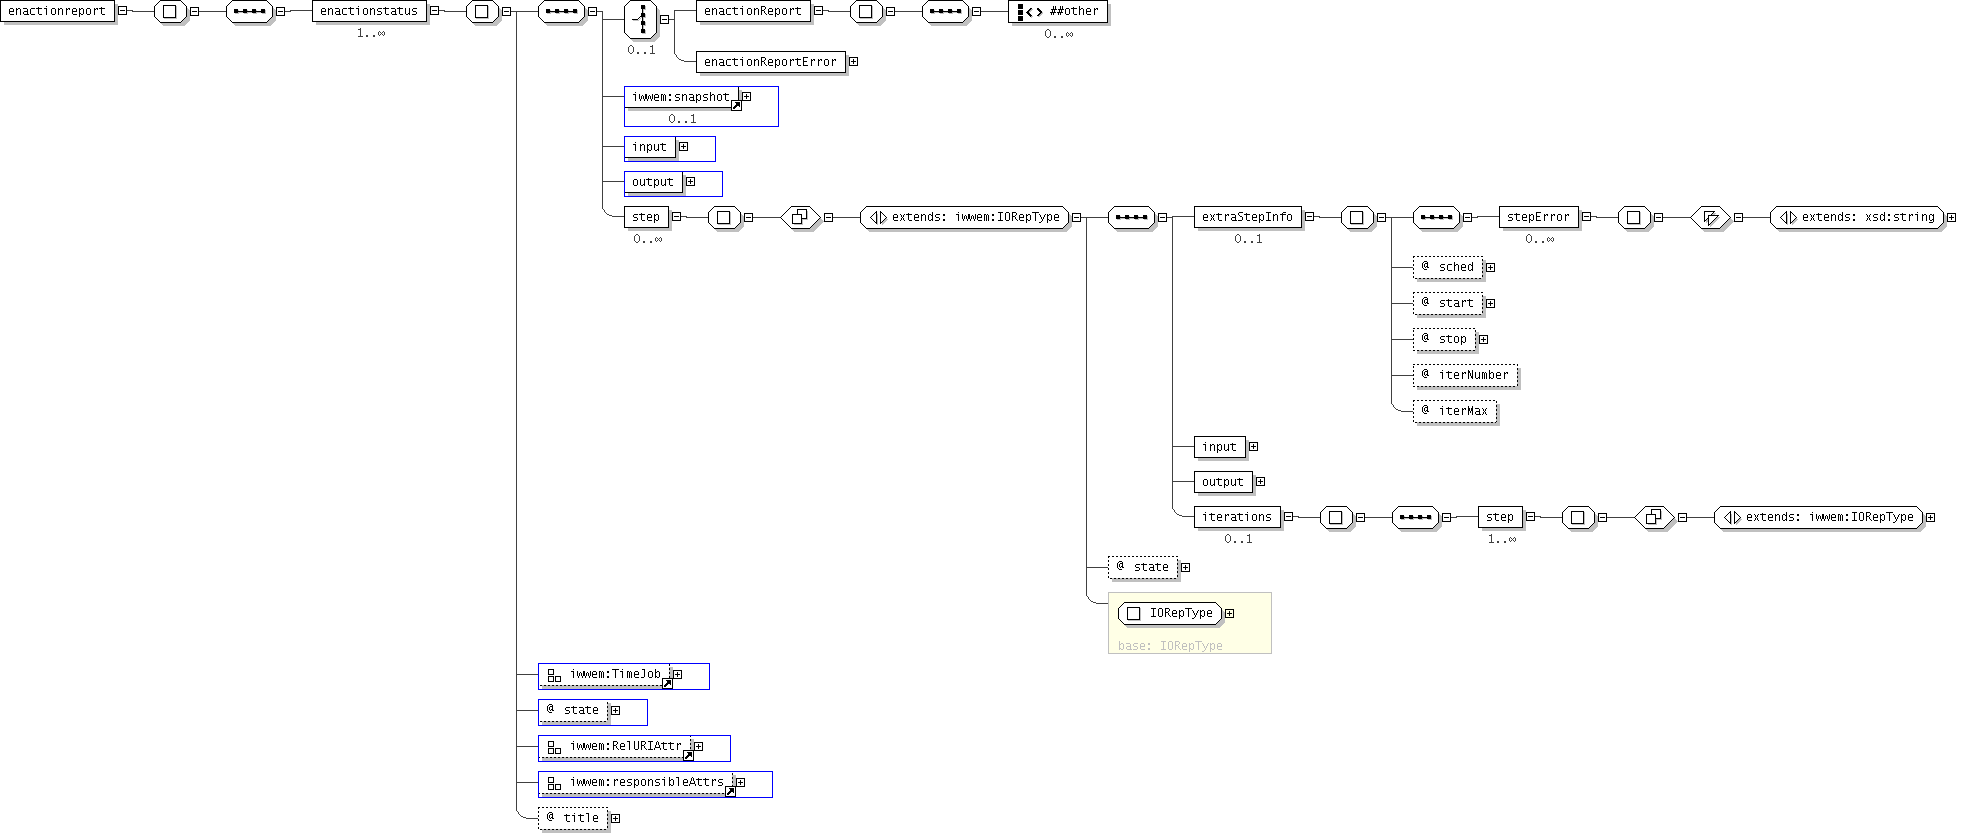 enactionreport
enactionstatus
1..∞
0..1
enactionReport
##other
0..∞
enactionReportError
iwwem:snapshot
0..1
input
output
step
0..∞
extends: iwwem:IORepType
extraStepInfo
0..1
stepError
0..∞
extends: xsd:string
@ sched
@ start
@ stop
@ iterNumber
@ iterMax
input
output
iterations
0..1
step
1..∞
extends: iwwem:IORepType
@ state
IORepType
base: IORepType
iwwem:TimeJob
@ state
iwwem:RelURIAttr
iwwem:responsibleAttrs
@ title